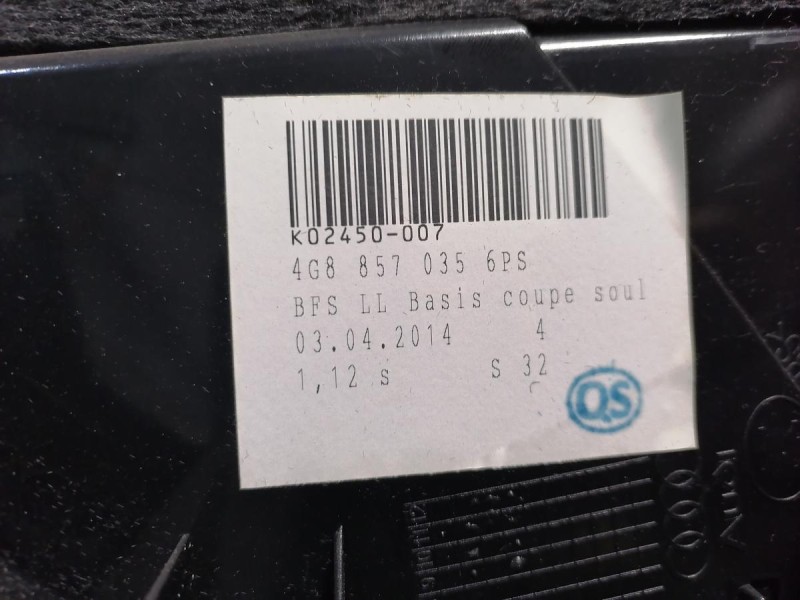 K02450-007
4G8 857 035 6PS
BFS LL Basis coupe soul
03.04.2014 4
1,12 s S 32
QS
AUDI